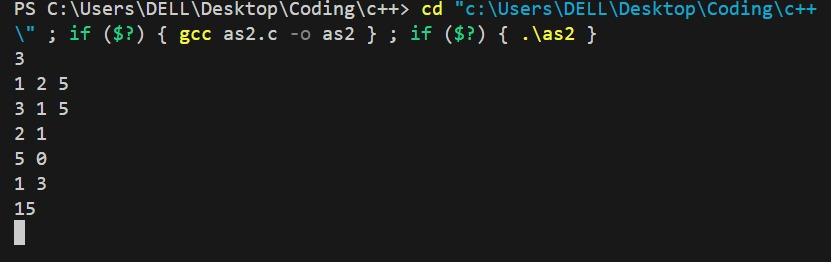 PS C:\Users\DELL\Desktop\Coding\c++> cd "c:\Users\DELL\Desktop\Coding\c++
\" ; if ($?) { gcc as2.c -o as2 } ; if ($?) { .\as2 }
3
1 2 5
3 1 5
2 1
5 0
1 3
15